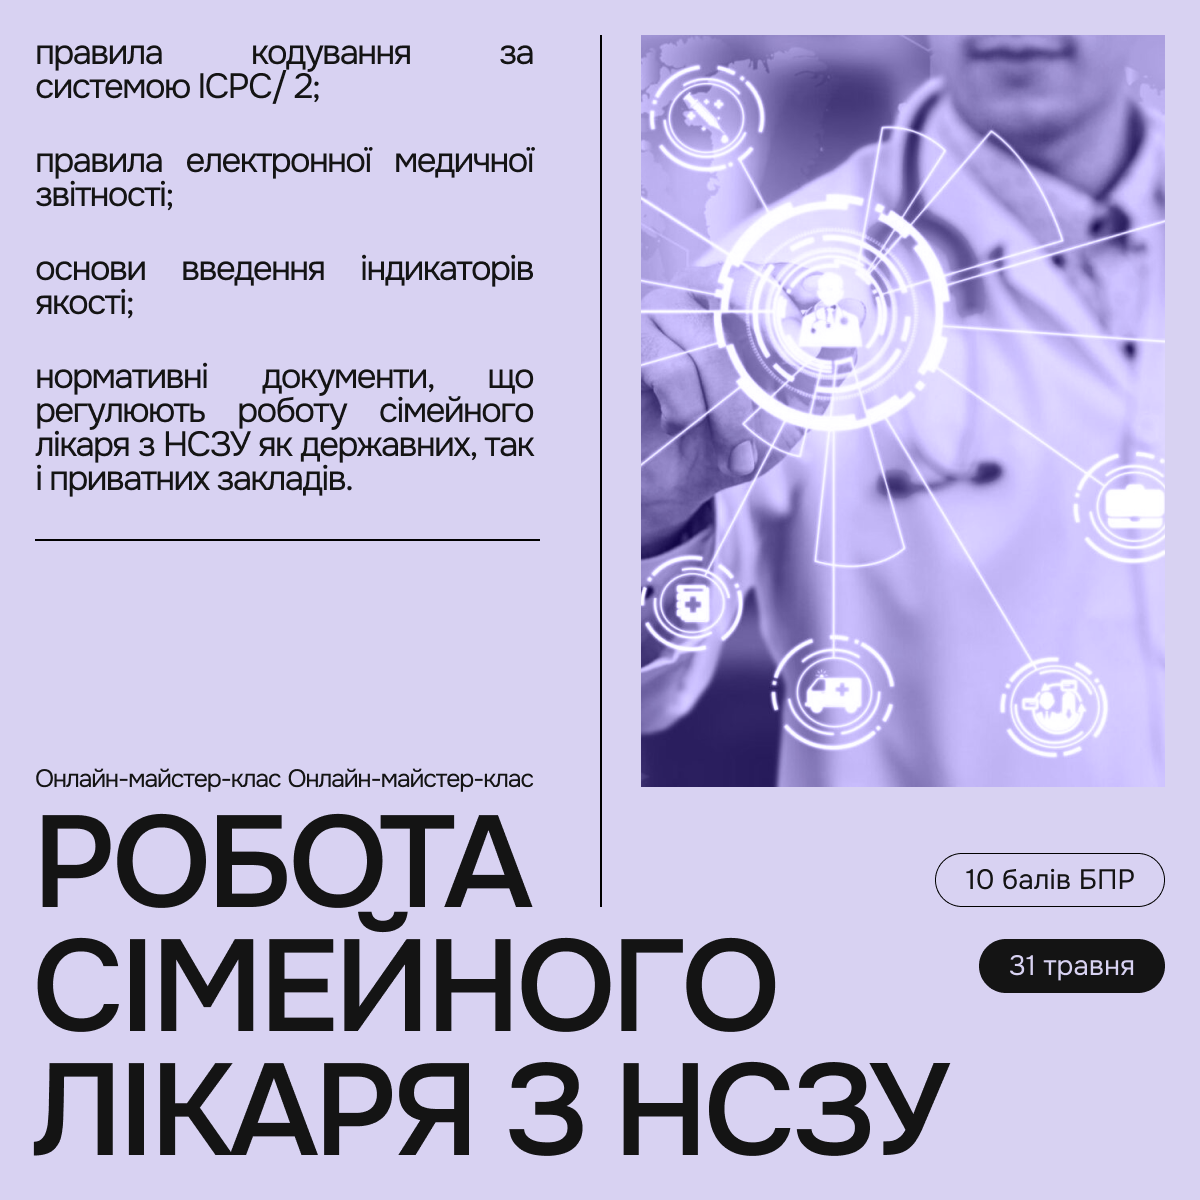 правила кодування за
системою ICPC/ 2;
правила електронної медичної
звітності;
основи введення індикаторів
якості;
нормативні документи, що
регулюють роботу сімейного
лікаря з НСЗУ як державних, так
і приватних закладів.
Онлайн-майстер-клас Онлайн-майстер-клас
РОБОТА
СІМЕЙНОГО
ЛІКАРЯ З НСЗУ
10 балів БПР
31 травня